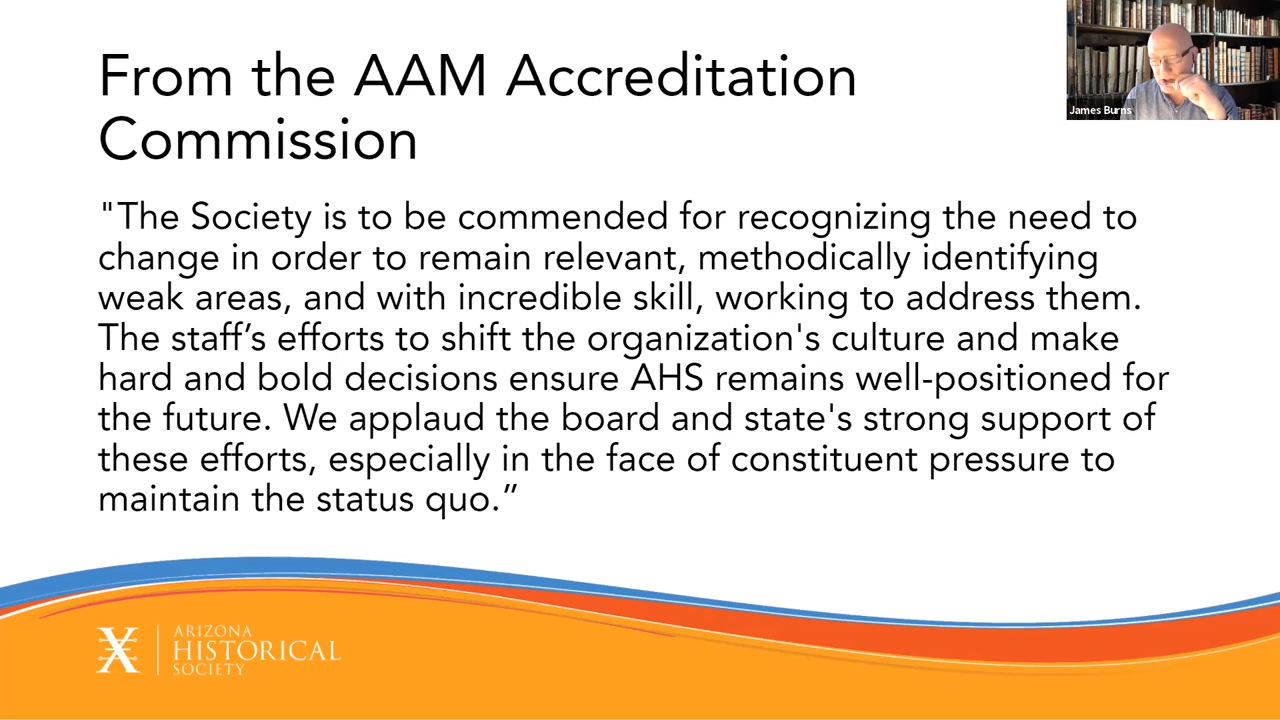 From the AAM Accreditation
Commission
James Burns
"The Society is to be commended for recognizing the need to
change in order to remain relevant, methodically identifying
weak areas, and with incredible skill, working to address them.
The staff’s efforts to shift the organization's culture and make
hard and bold decisions ensure AHS remains well-positioned for
the future. We applaud the board and state's strong support of
these efforts, especially in the face of constituent pressure to
maintain the status quo.”
ARIZONA
HISTORICAL
SOCIETY